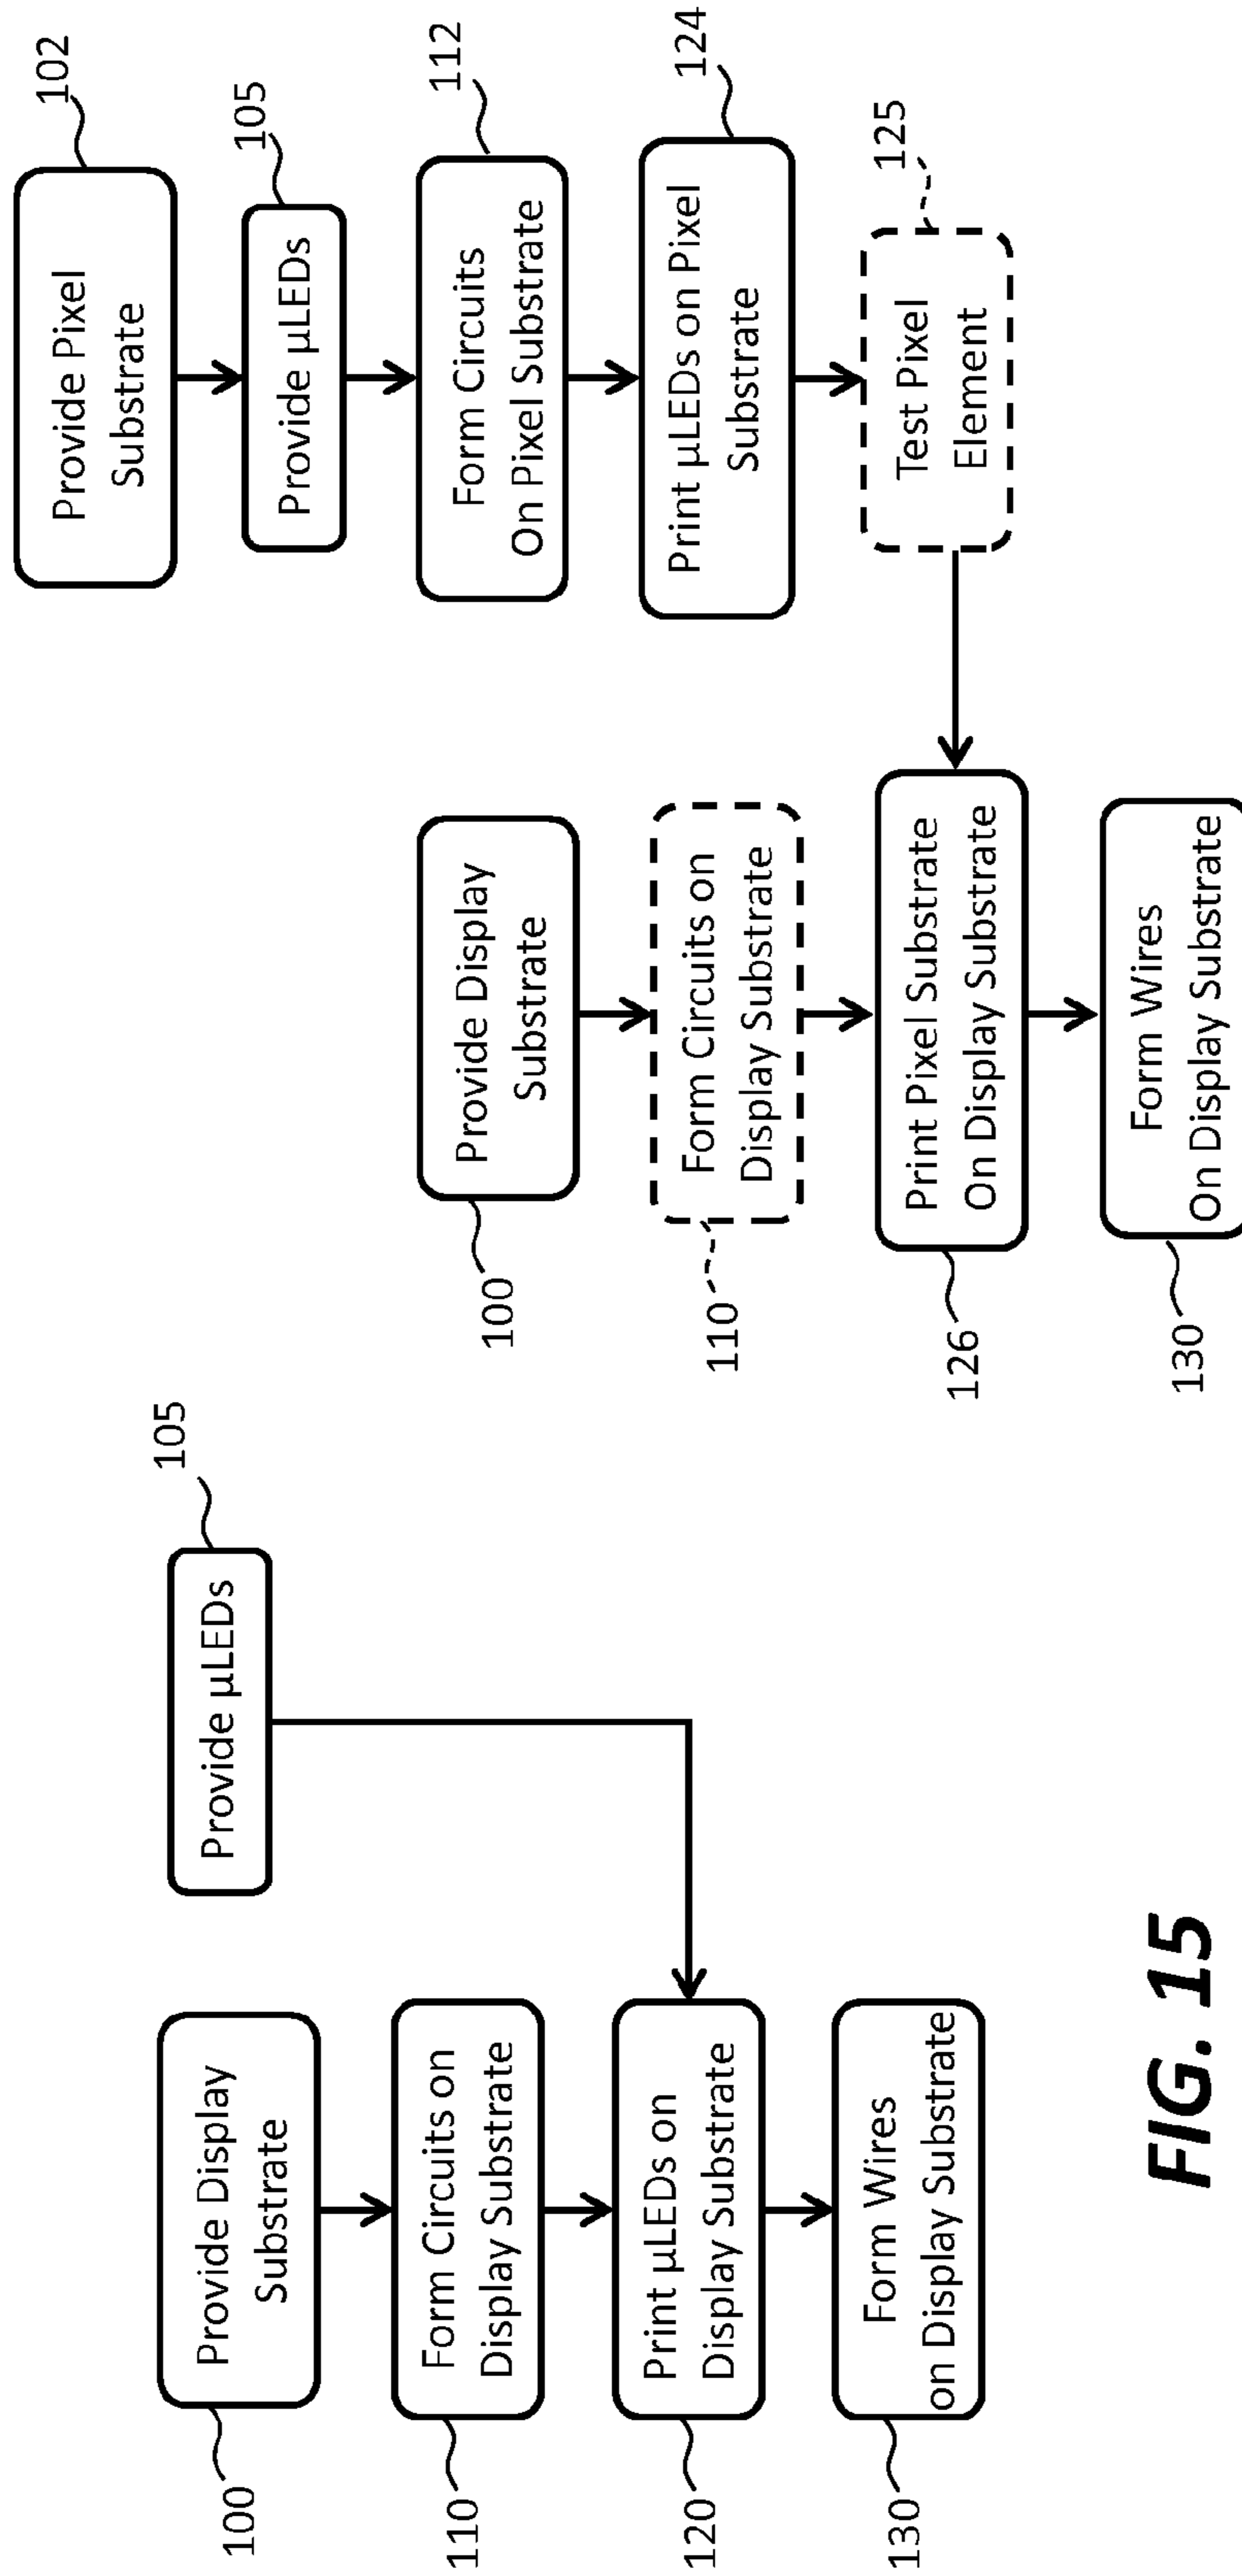 100
Provide Display
Substrate
105
Provide µLEDs
110
Form Circuits on
Display Substrate
120
Print µLEDs on
Display Substrate
130
Form Wires
on Display Substrate
FIG. 15
102
Provide Pixel
Substrate
105
Provide µLEDs
112
Form Circuits
On Pixel Substrate
124
Print µLEDs on Pixel
Substrate
125
Test Pixel
Element
100
Provide Display
Substrate
110
Form Circuits on
Display Substrate
126
Print Pixel Substrate
On Display Substrate
130
Form Wires
On Display Substrate